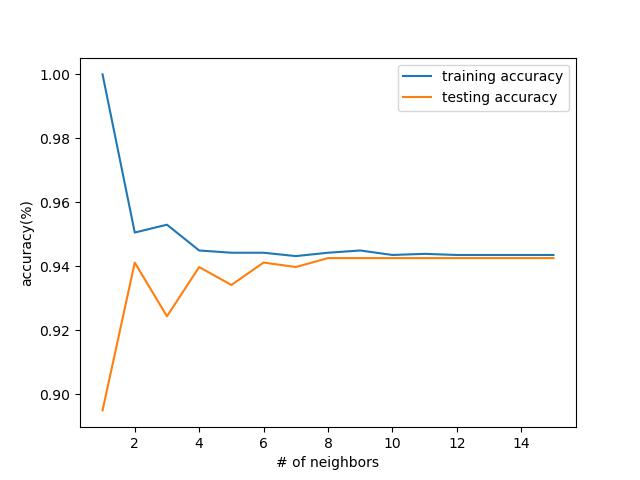 training accuracy
testing accuracy
1.00
0.98
0.96
0.94
0.92
0.90
accuracy(%)
2 4 6 8 10 12 14
# of neighbors